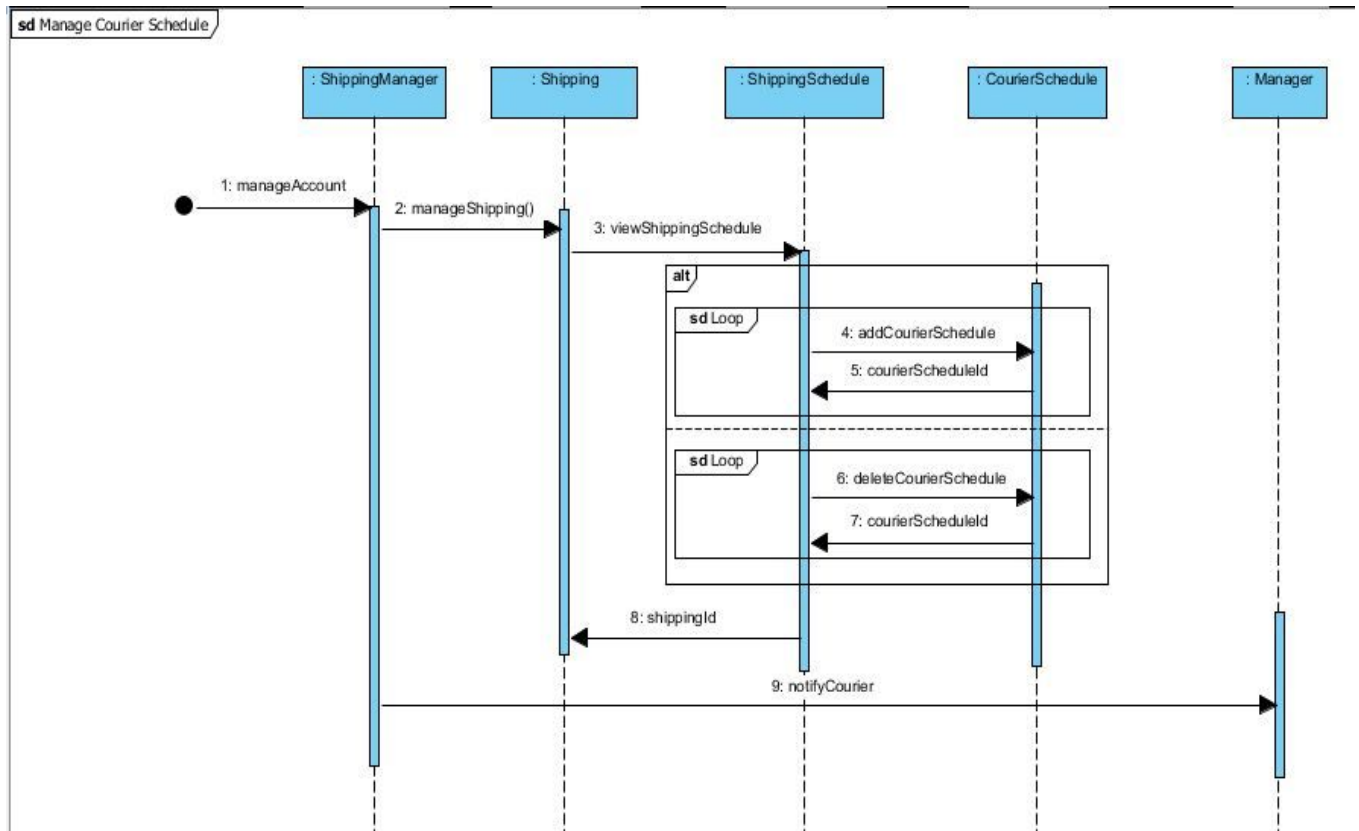 sd Manage Courier Schedule
: ShippingManager
: Shipping
: ShippingSchedule
: CourierSchedule
: Manager
1: manageAccount
2: manageShipping()
3: viewShippingSchedule
alt
sd Loop
4: addCourierSchedule
5: courierScheduleId
sd Loop
6: deleteCourierSchedule
7: courierScheduleId
8: shippingId
9: notifyCourier